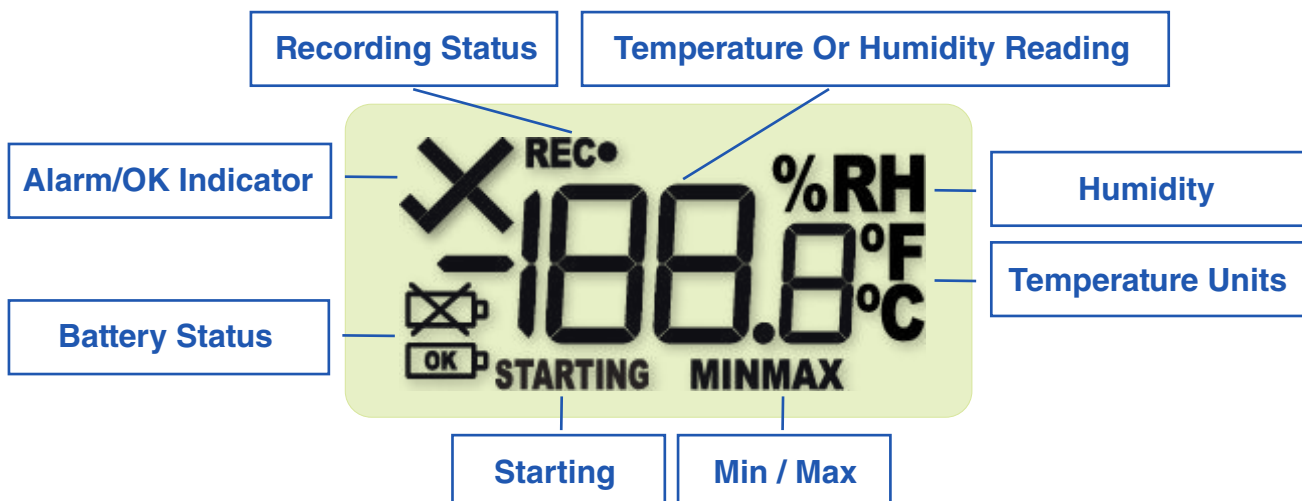 Recording Status
Temperature Or Humidity Reading
Alarm/OK Indicator
REC●
%RH
Humidity
-188.8
°F
°C
Temperature Units
Battery Status
OK
STARTING
MINMAX
Starting
Min / Max